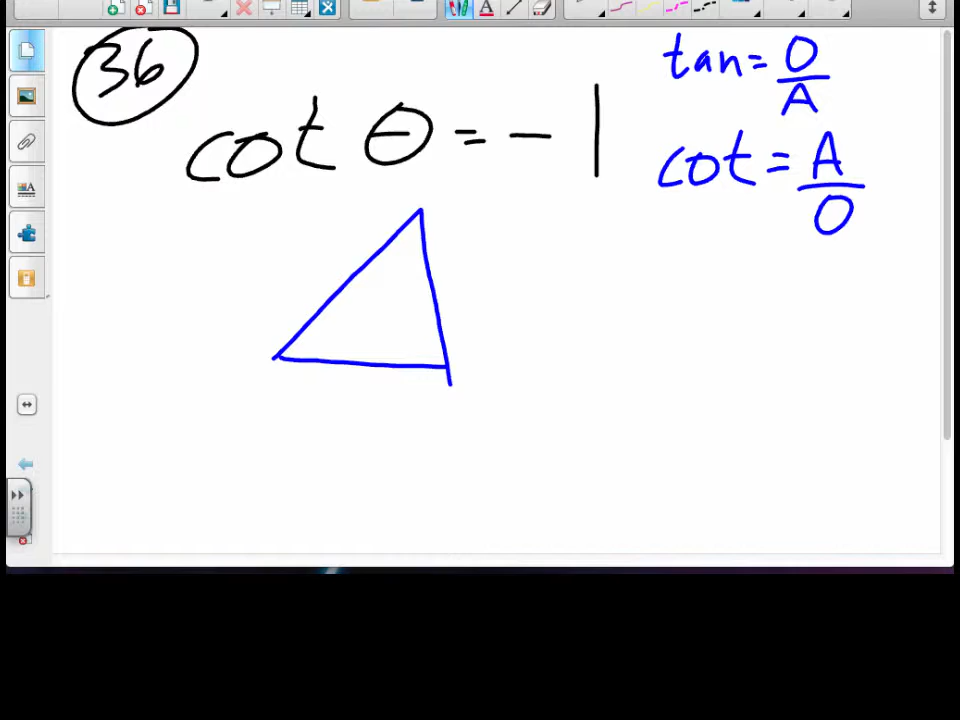 36
cot θ = - 1
tan = O/A
cot = A/O